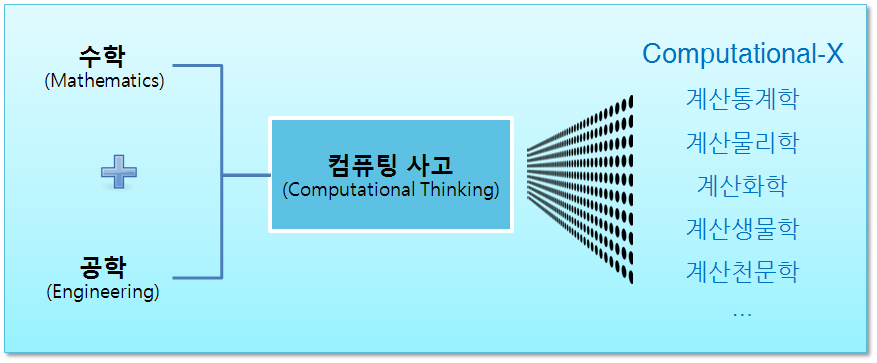 수학
(Mathematics)
공학
(Engineering)
컴퓨팅 사고
(Computational Thinking)
Computational-X
계산통계학
계산물리학
계산화학
계산생물학
계산천문학
...